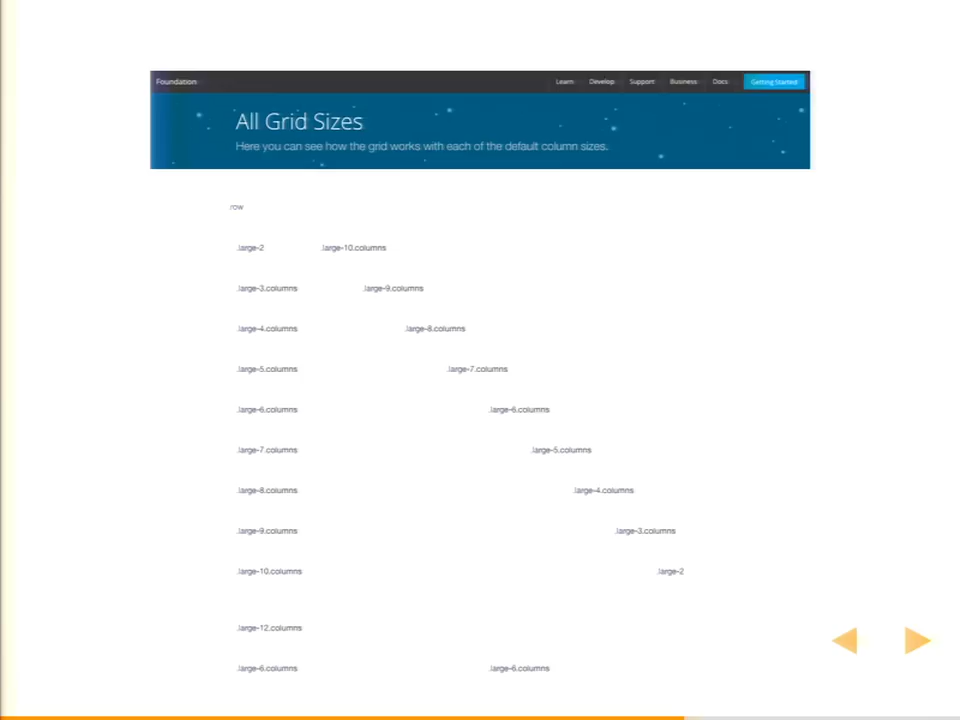 Foundation Learn Develop Support Business Docs Getting Started
All Grid Sizes
Here you can see how the grid works with each of the default column sizes.
row
.large-2 .large-10.columns
.large-3.columns .large-9.columns
.large-4.columns .large-8.columns
.large-5.columns .large-7.columns
.large-6.columns .large-6.columns
.large-7.columns .large-5.columns
.large-8.columns .large-4.columns
.large-9.columns .large-3.columns
.large-10.columns .large-2
.large-12.columns
.large-6.columns .large-6.columns